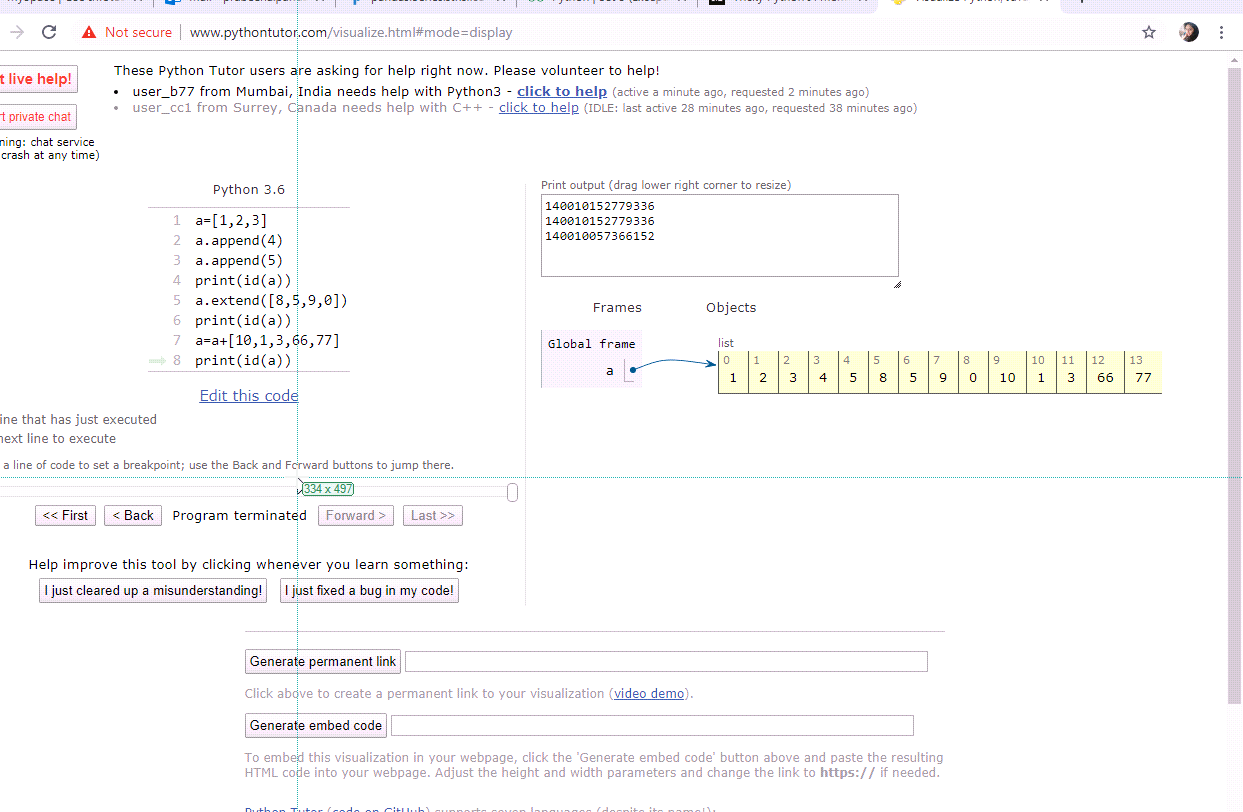 Not secure | www.pythontutor.com/visualize.html#mode=display
t live help!
These Python Tutor users are asking for help right now. Please volunteer to help!
• user_b77 from Mumbai, India needs help with Python3 - click to help (active a minute ago, requested 2 minutes ago)
• user_cc1 from Surrey, Canada needs help with C++ - click to help (IDLE: last active 28 minutes ago, requested 38 minutes ago)
rt private chat
ning: chat service
crash at any time)
Python 3.6
1 a=[1,2,3]
2 a.append(4)
3 a.append(5)
4 print(id(a))
5 a.extend([8,5,9,0])
6 print(id(a))
7 a=a+[10,1,3,66,77]
8 print(id(a))
Edit this code
ine that has just executed
next line to execute
a line of code to set a breakpoint; use the Back and Forward buttons to jump there.
334 x 497
<< First < Back Program terminated Forward > Last >>
Help improve this tool by clicking whenever you learn something:
I just cleared up a misunderstanding! I just fixed a bug in my code!
Print output (drag lower right corner to resize)
140010152779336
140010152779336
140010057366152
Frames Objects
Global frame
a
list
0 1 2 3 4 5 6 7 8 9 10 11 12 13
1 2 3 4 5 8 5 9 0 10 1 3 66 77
Generate permanent link
Click above to create a permanent link to your visualization (video demo).
Generate embed code
To embed this visualization in your webpage, click the 'Generate embed code' button above and paste the resulting
HTML code into your webpage. Adjust the height and width parameters and change the link to https:// if needed.
Python Tutor (code on GitHub) supports seven languages (despite its name!):